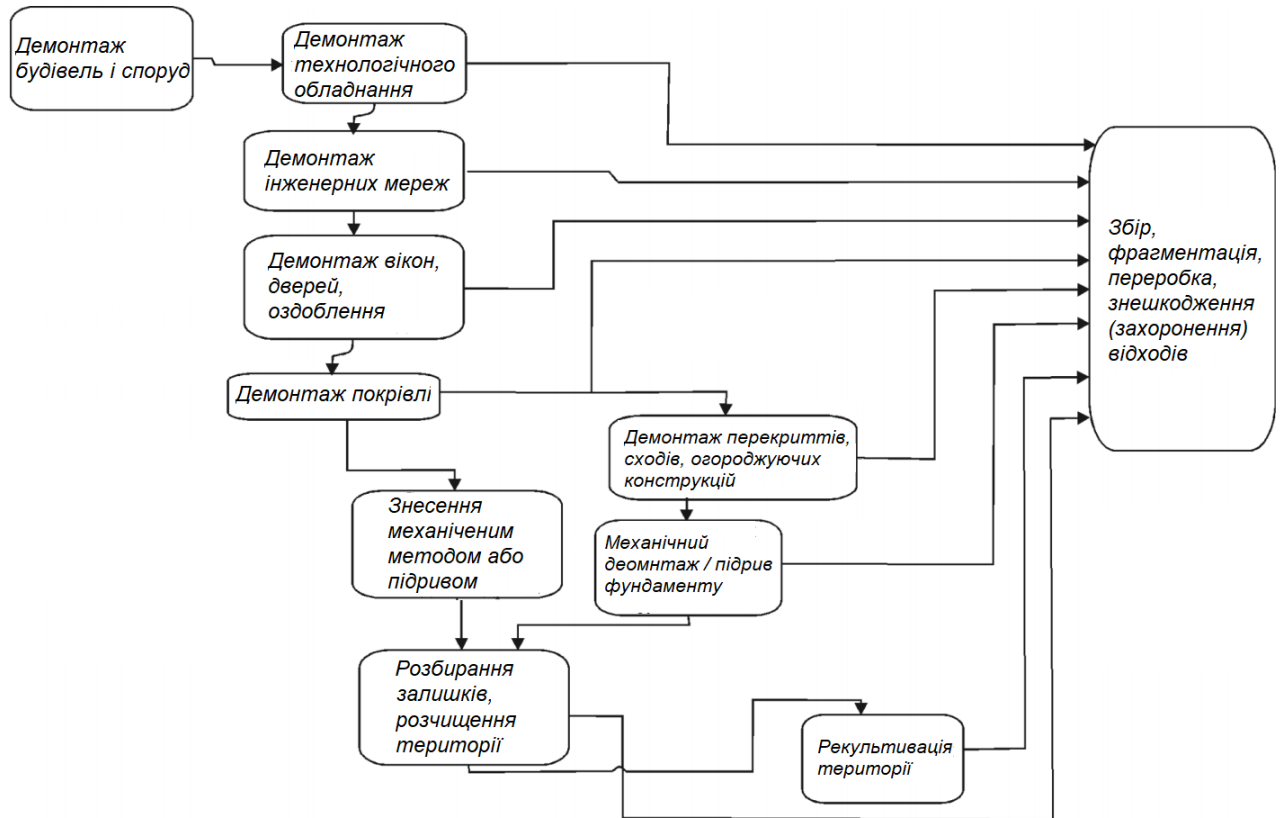 Демонтаж
будівель і споруд
Демонтаж
технологічного
обладнання
Демонтаж
інженерних мереж
Демонтаж вікон,
дверей,
оздоблення
Демонтаж покрівлі
Демонтаж перекриттів,
сходів, огороджуючих
конструкцій
Знесення
механіченим
методом або
підривом
Механічний
деомнтаж / підрив
фундаменту
Розбирання
залишків,
розчищення
території
Рекультивація
території
Збір,
фрагментація,
переробка,
знешкодження
(захоронення)
відходів